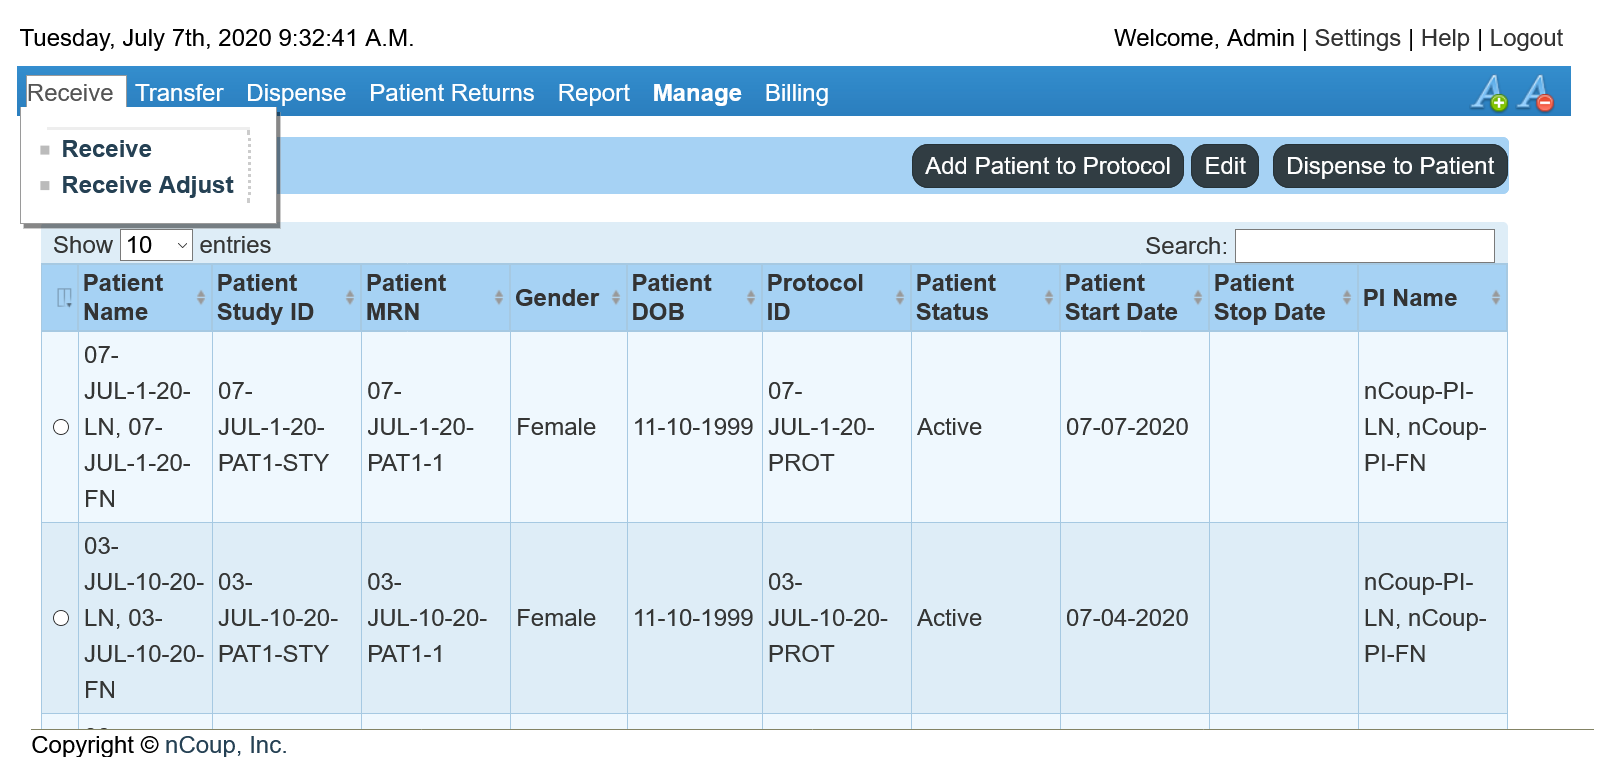 Tuesday, July 7th, 2020 9:32:41 A.M.
Welcome, Admin | Settings | Help | Logout
Receive Transfer Dispense Patient Returns Report Manage Billing
Receive
Receive Adjust
Add Patient to Protocol Edit Dispense to Patient
Show 10 entries Search:
Patient Name
Patient Study ID
Patient MRN
Gender
Patient DOB
Protocol ID
Patient Status
Patient Start Date
Patient Stop Date
PI Name
07-
JUL-1-20-
LN, 07-
JUL-1-20-
FN
07-
JUL-1-20-
PAT1-STY
07-
JUL-1-20-
PAT1-1
Female
11-10-1999
07-
JUL-1-20-
PROT
Active
07-07-2020
nCoup-PI-
LN, nCoup-
PI-FN
03-
JUL-10-20-
LN, 03-
JUL-10-20-
FN
03-
JUL-10-20-
PAT1-STY
03-
JUL-10-20-
PAT1-1
Female
11-10-1999
03-
JUL-10-20-
PROT
Active
07-04-2020
nCoup-PI-
LN, nCoup-
PI-FN
Copyright © nCoup, Inc.